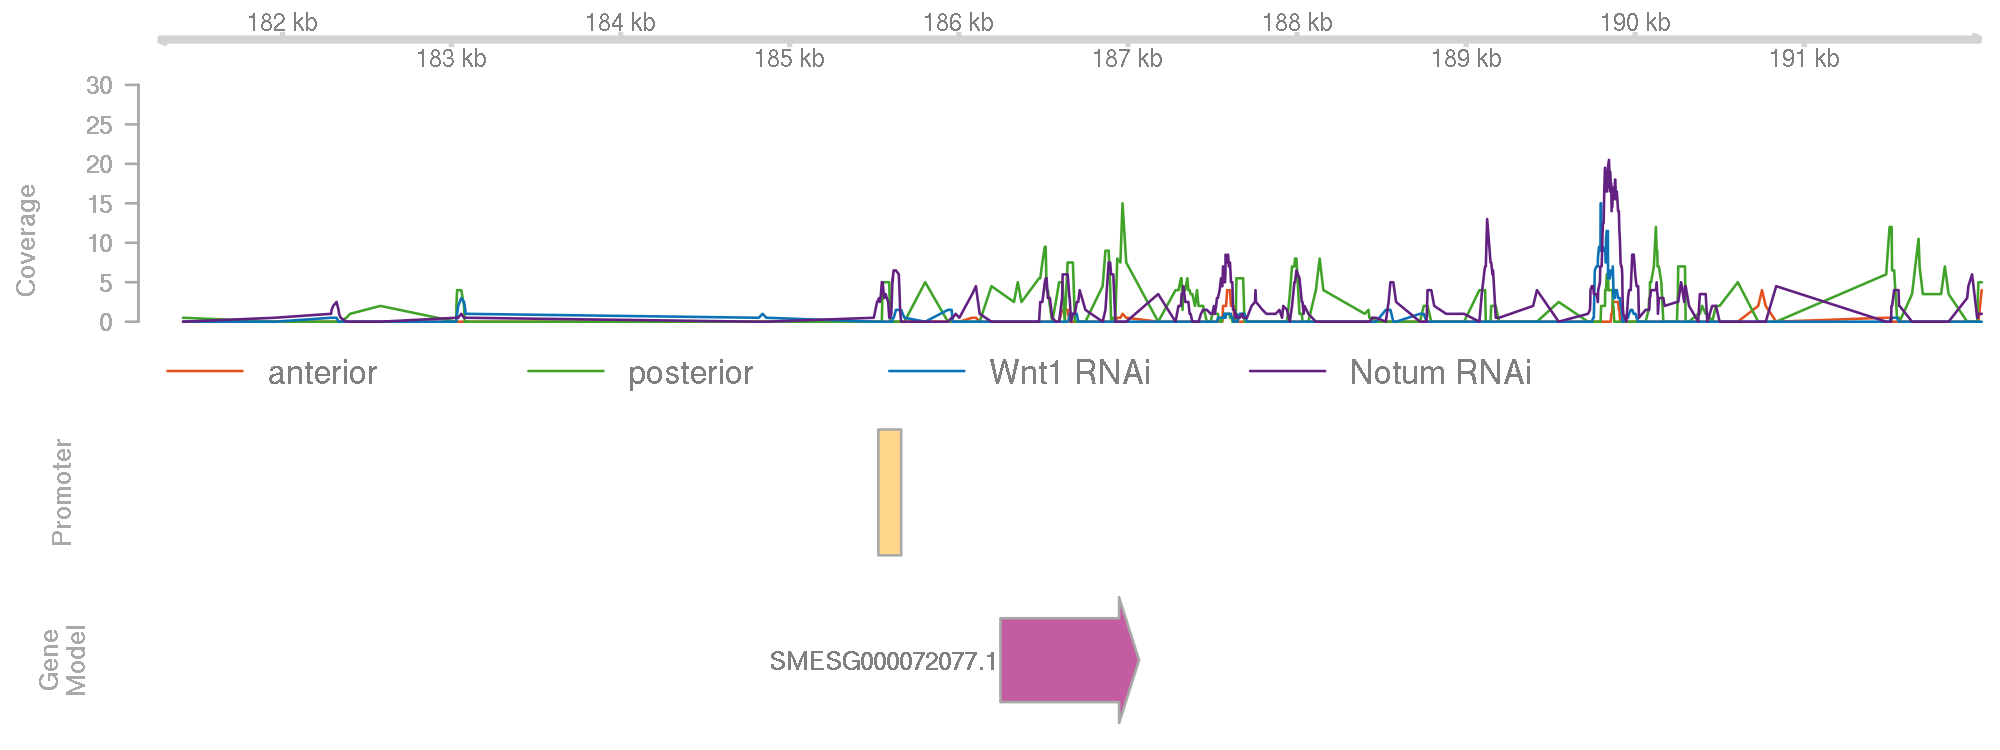 182 kb 184 kb 186 kb 188 kb 190 kb
183 kb 185 kb 187 kb 189 kb 191 kb
30
25
20
15
10
5
0
Coverage
anterior posterior Wnt1 RNAi Notum RNAi
Promoter
SMESG000072077.1
Gene
Model